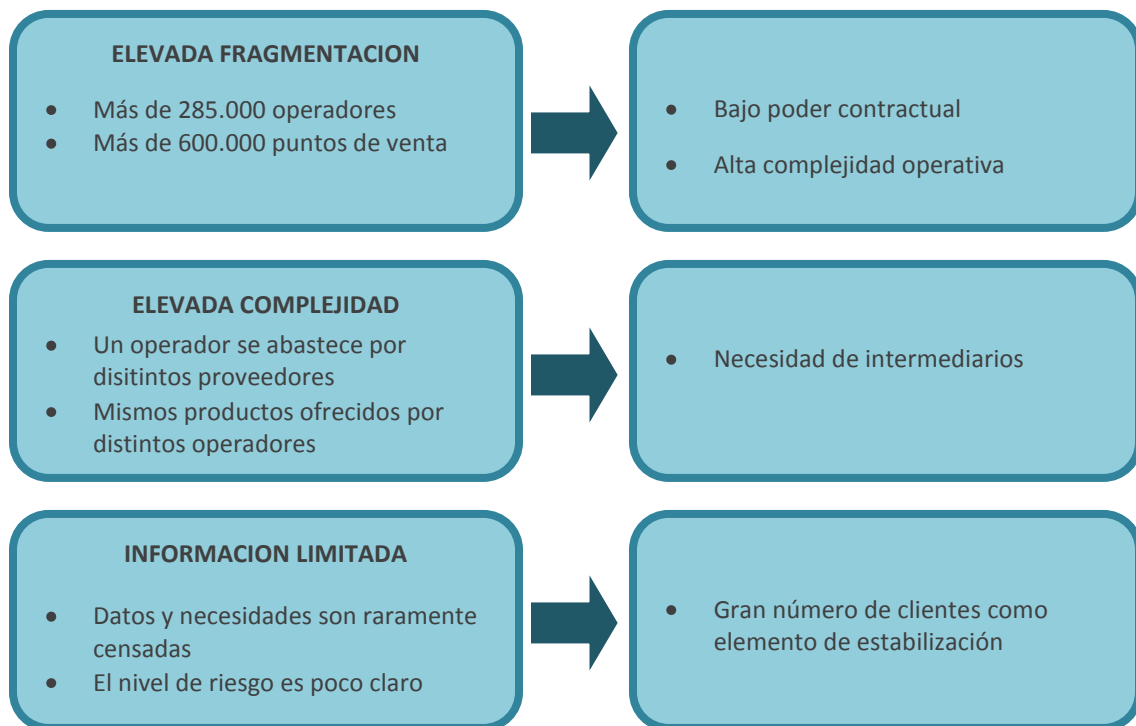 ELEVADA FRAGMENTACION
• Más de 285.000 operadores
• Más de 600.000 puntos de venta
• Bajo poder contractual
• Alta complejidad operativa
ELEVADA COMPLEJIDAD
• Un operador se abastece por
disitintos proveedores
• Mismos productos ofrecidos por
distintos operadores
• Necesidad de intermediarios
INFORMACION LIMITADA
• Datos y necesidades son raramente
censadas
• El nivel de riesgo es poco claro
• Gran número de clientes como
elemento de estabilización